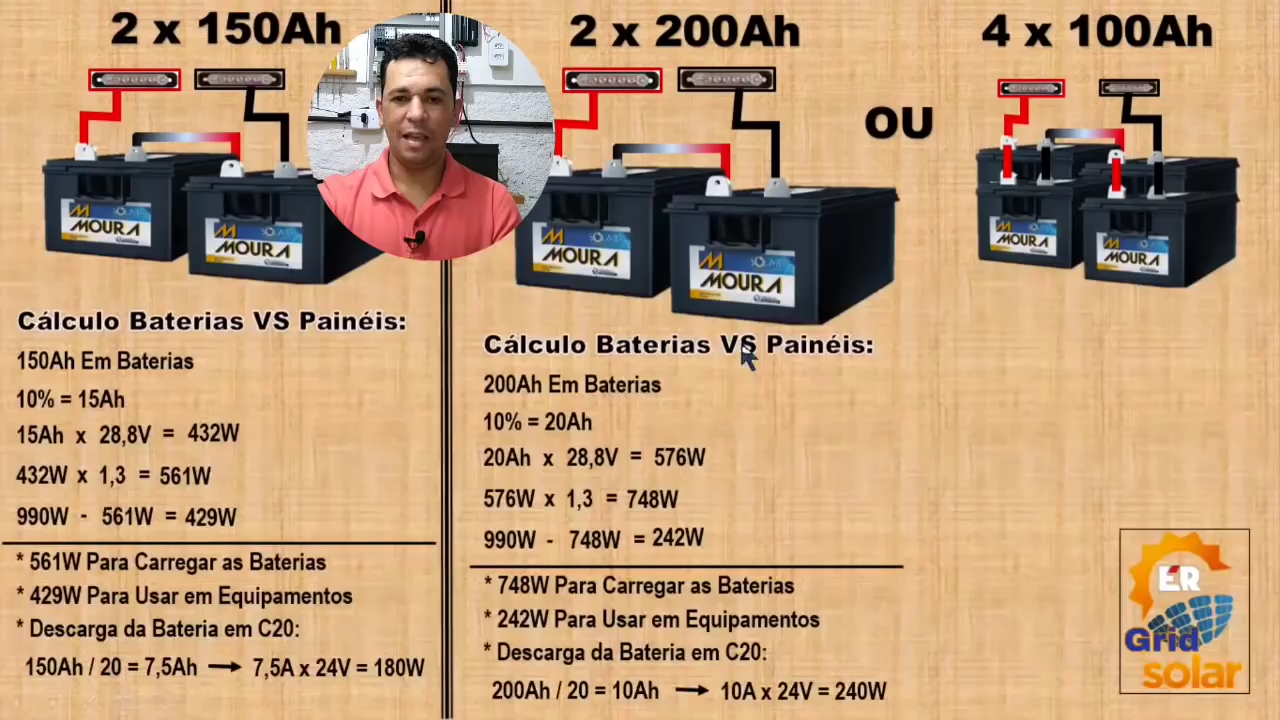 2 x 150Ah
MOURA
MOURA
Cálculo Baterias VS Painéis:
150Ah Em Baterias
10% = 15Ah
15Ah x 28,8V = 432W
432W x 1,3 = 561W
990W - 561W = 429W
* 561W Para Carregar as Baterias
* 429W Para Usar em Equipamentos
* Descarga da Bateria em C20:
150Ah / 20 = 7,5Ah → 7,5A x 24V = 180W
2 x 200Ah
MOURA
MOURA
Cálculo Baterias VS Painéis:
200Ah Em Baterias
10% = 20Ah
20Ah x 28,8V = 576W
576W x 1,3 = 748W
990W - 748W = 242W
* 748W Para Carregar as Baterias
* 242W Para Usar em Equipamentos
* Descarga da Bateria em C20:
200Ah / 20 = 10Ah → 10A x 24V = 240W
OU
4 x 100Ah
MOURA
MOURA
ÉR
Grid
solar